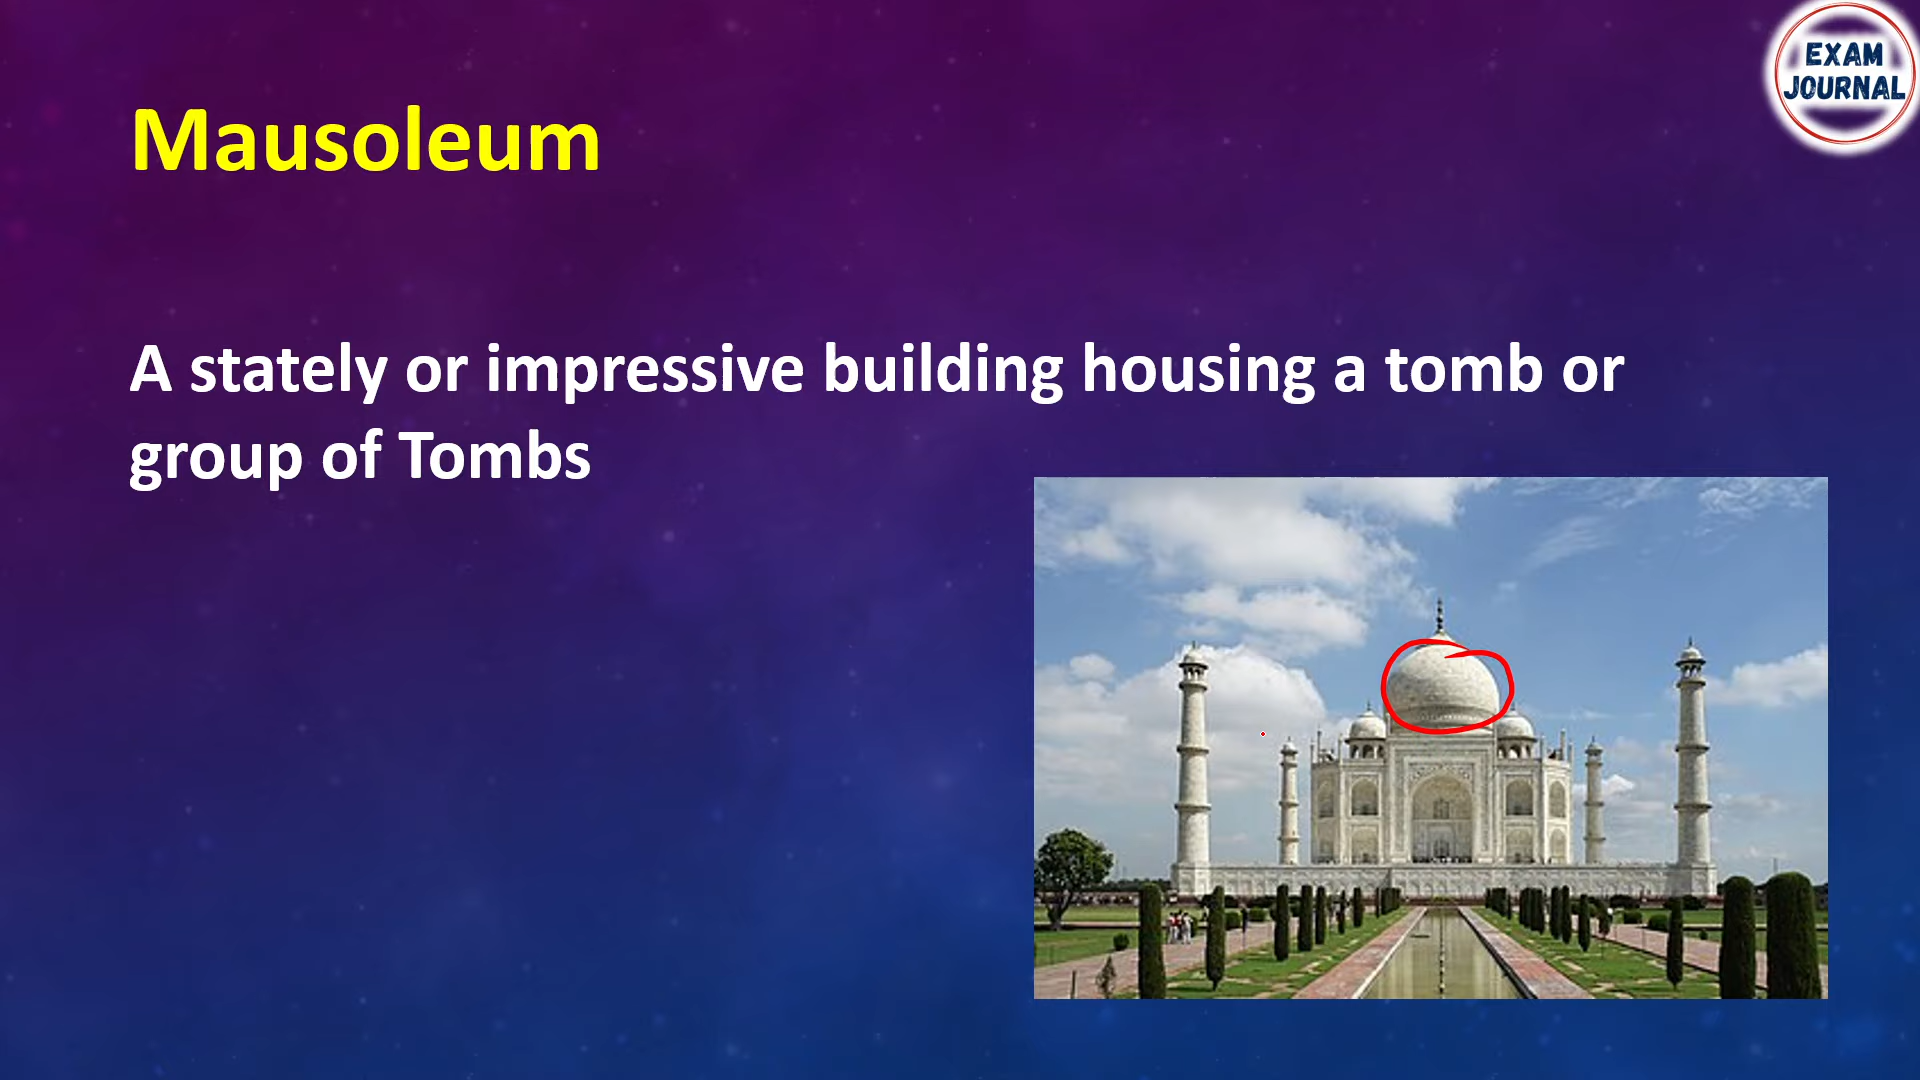 EXAM
JOURNAL
Mausoleum
A stately or impressive building housing a tomb or
group of Tombs